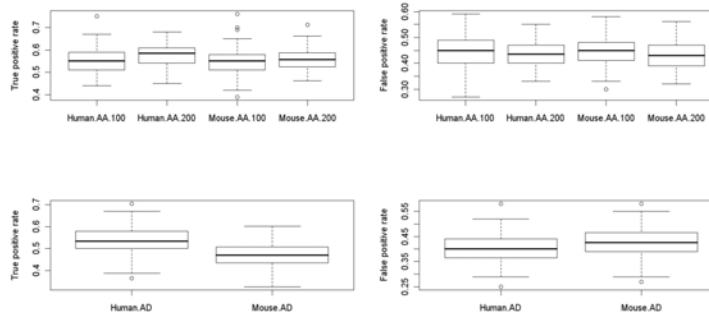 True positive rate
0.7
0.6
0.5
0.4
Human.AA.100 Human.AA.200 Mouse.AA.100 Mouse.AA.200
False positive rate
0.60
0.50
0.40
0.30
Human.AA.100 Human.AA.200 Mouse.AA.100 Mouse.AA.200
True positive rate
0.7
0.6
0.5
0.4
Human.AD Mouse.AD
False positive rate
0.55
0.45
0.35
0.25
Human.AD Mouse.AD